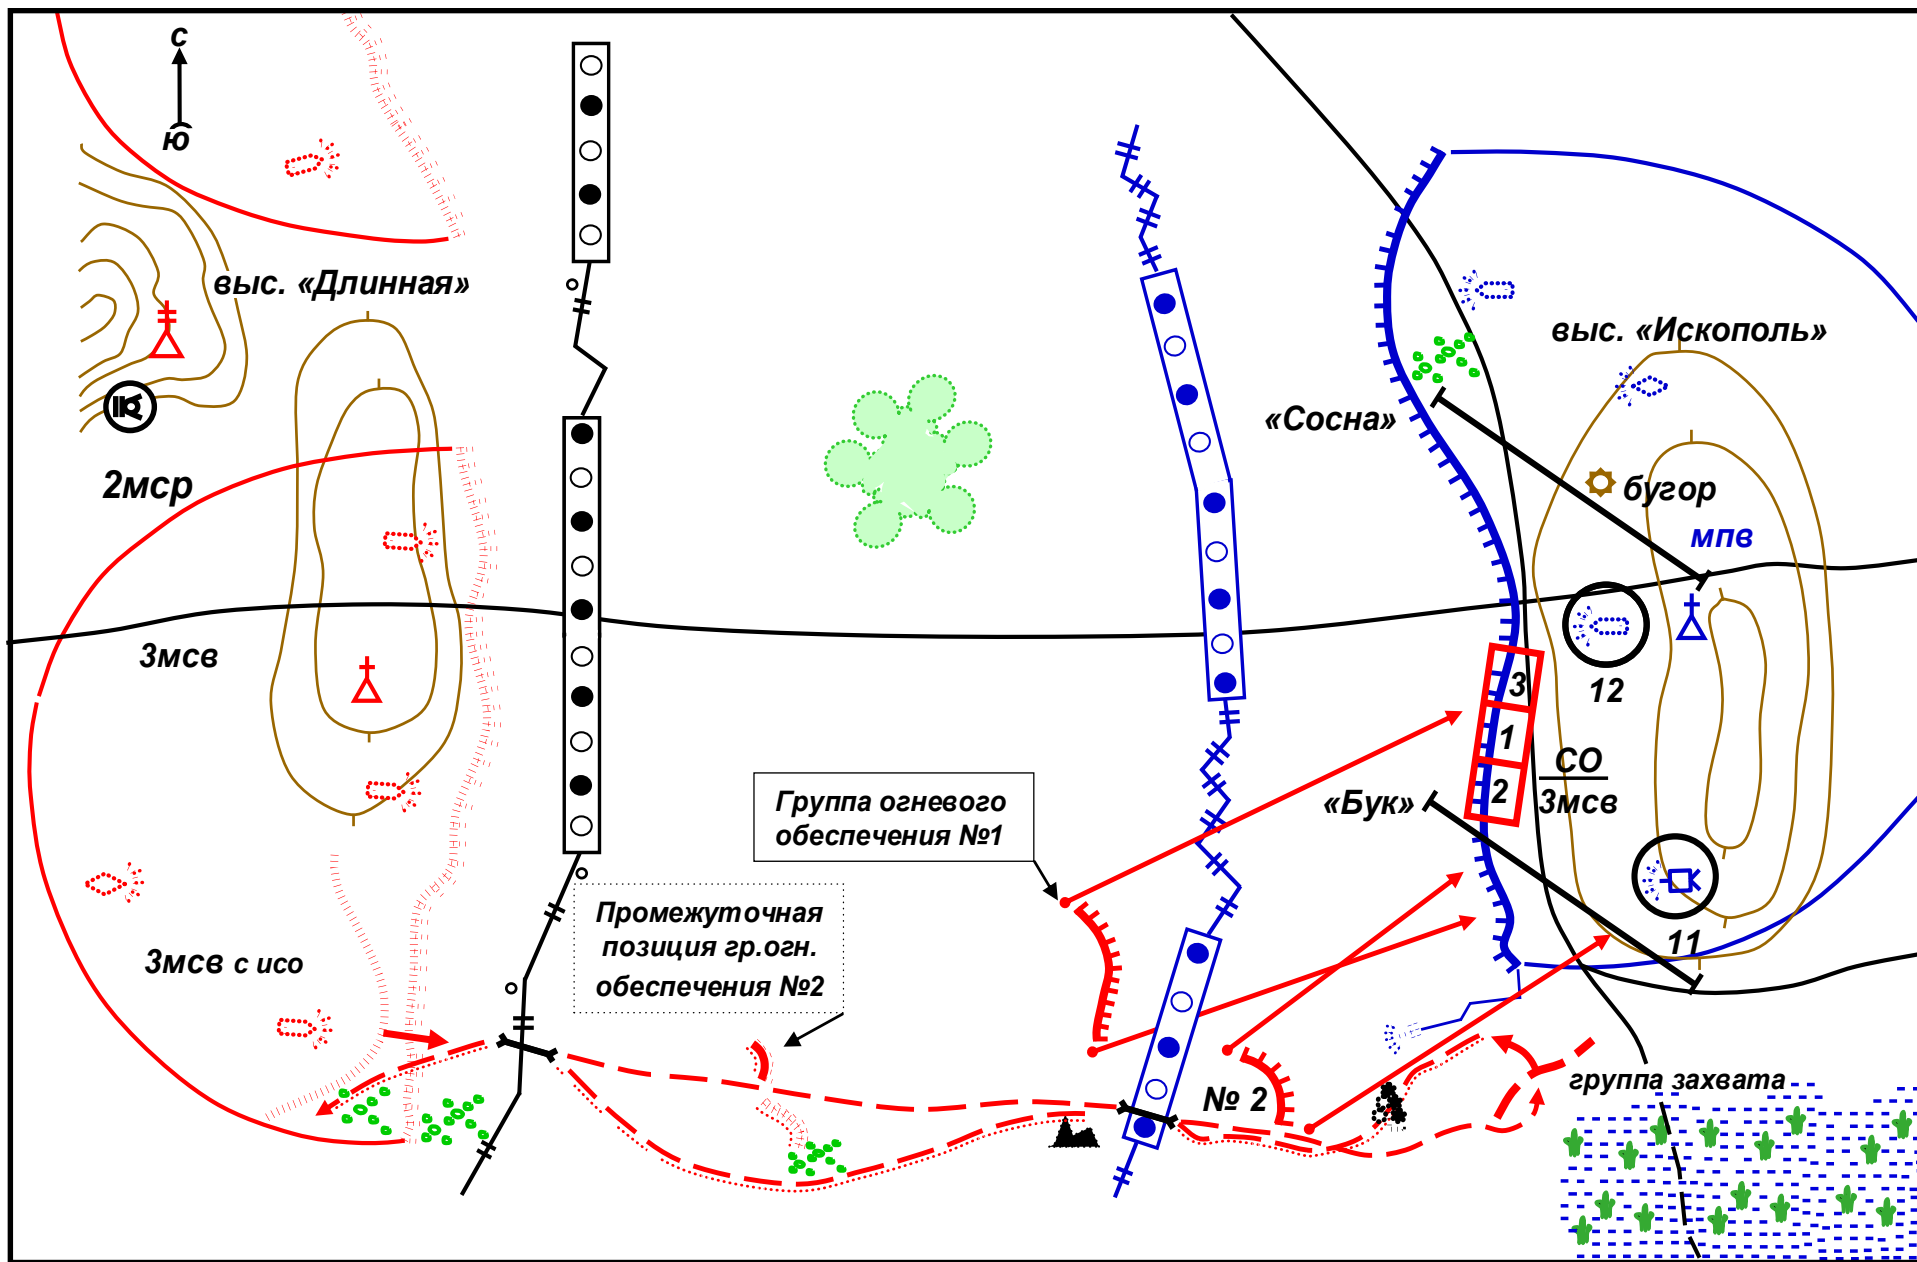 с
ю
выс. «Длинная»
выс. «Искополь»
«Сосна»
2мср
бугор
мпв
3мсв
12
3
1
2
СО
3мсв
«Бук»
Группа огневого
обеспечения №1
Промежуточная
позиция гр.огн.
обеспечения №2
11
3мсв с исо
№ 2
группа захвата